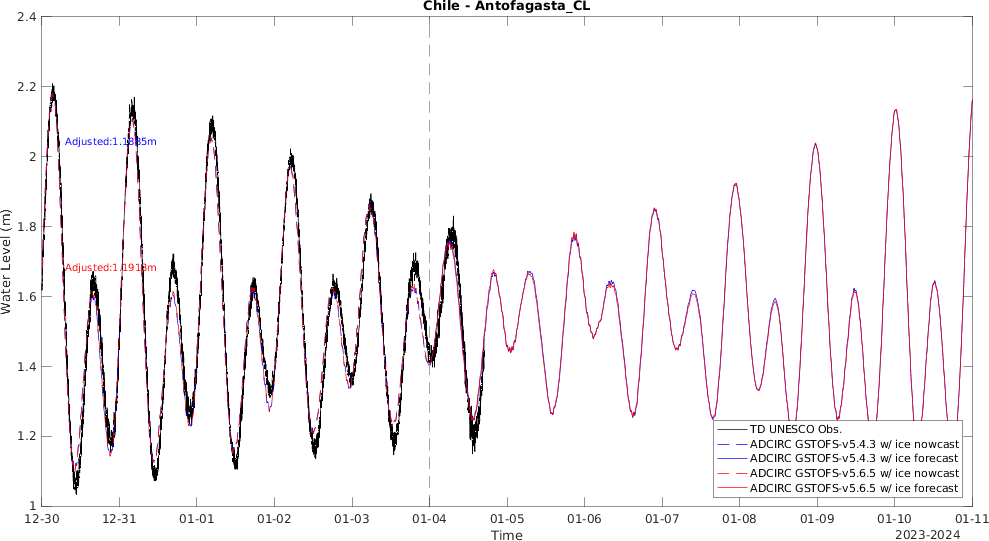 Chile - Antofagasta_CL
2.4
2.2
2
1.8
1.6
1.4
1.2
1
Water Level (m)
Adjusted:1.1885m
Adjusted:1.1913m
TD UNESCO Obs.
ADCIRC GSTOFS-v5.4.3 w/ ice nowcast
ADCIRC GSTOFS-v5.4.3 w/ ice forecast
ADCIRC GSTOFS-v5.6.5 w/ ice nowcast
ADCIRC GSTOFS-v5.6.5 w/ ice forecast
12-30 12-31 01-01 01-02 01-03 01-04 01-05 01-06 01-07 01-08 01-09 01-10 01-11
Time
2023-2024